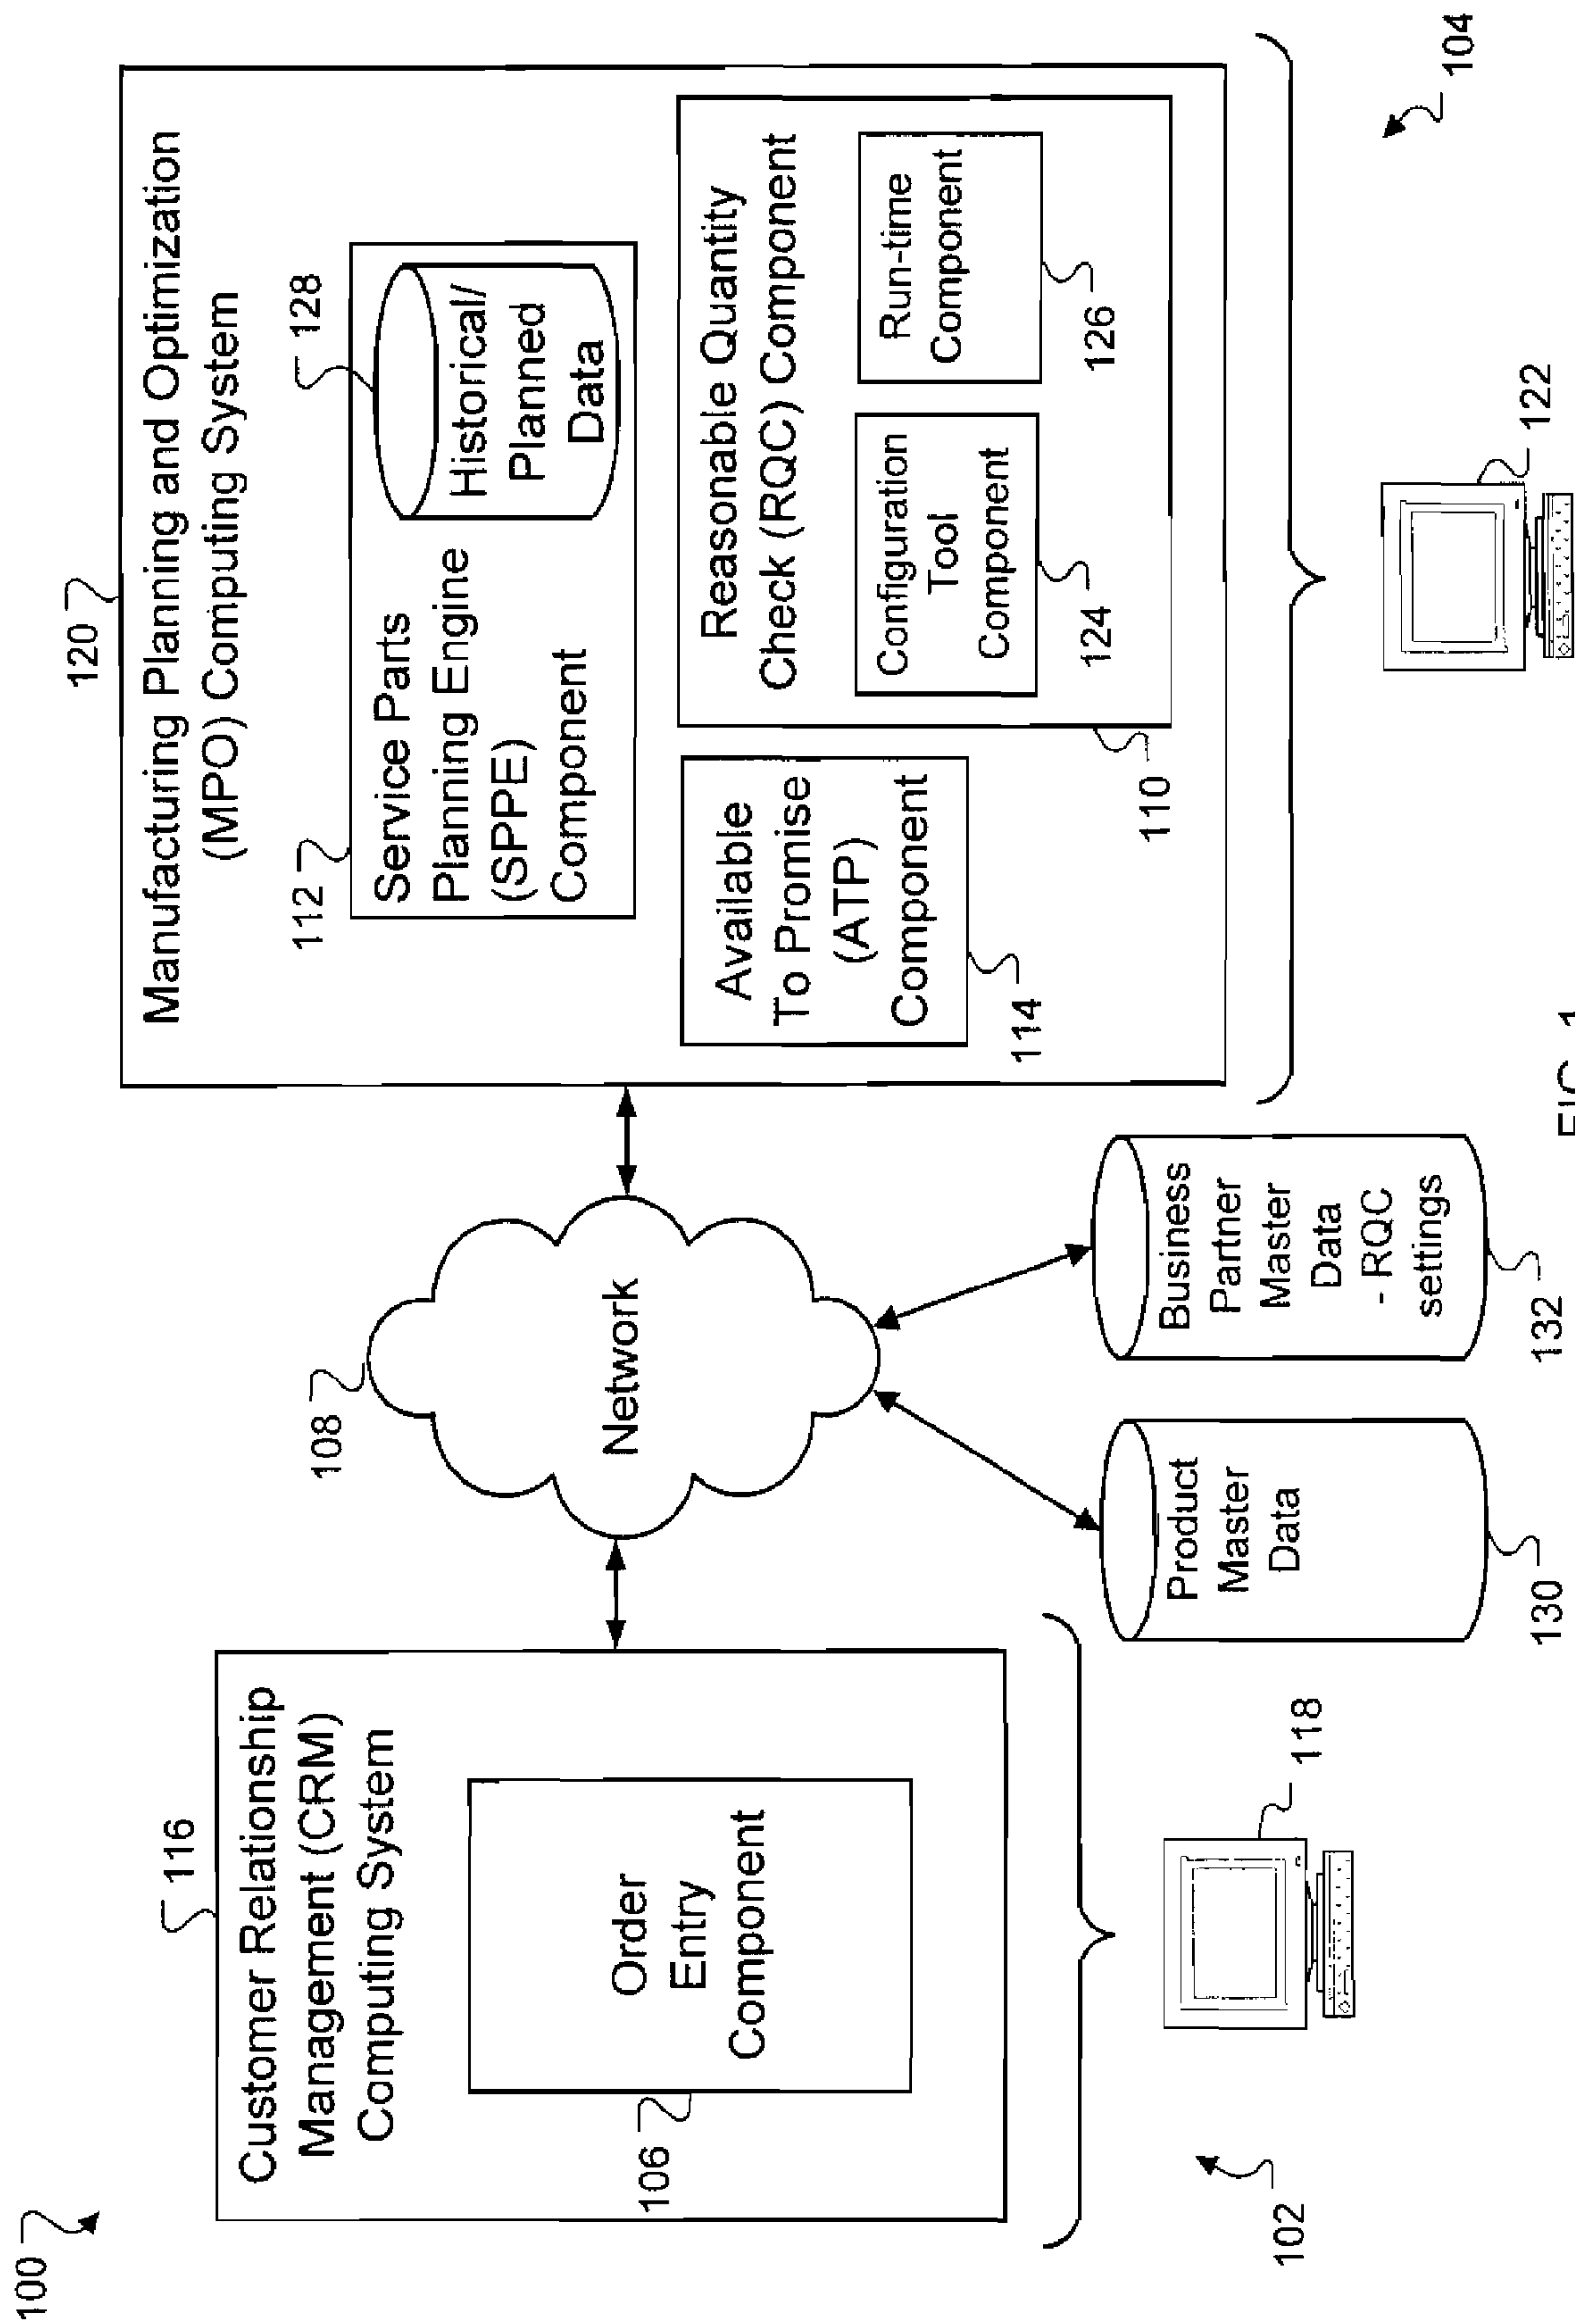 100
116
Customer Relationship
Management (CRM)
Computing System
Order
Entry
Component
106
102
118
108
Network
Product
Master
Data
130
Business
Partner
Master
Data
- RQC
settings
132
120
Manufacturing Planning and Optimization
(MPO) Computing System
112
Service Parts
Planning Engine
(SPPE)
Component
128
Historical/
Planned
Data
Available
To Promise
(ATP)
Component
114
Reasonable Quantity
Check (RQC) Component
Configuration
Tool
Component
124
Run-time
Component
126
110
122
104
FIG. 1